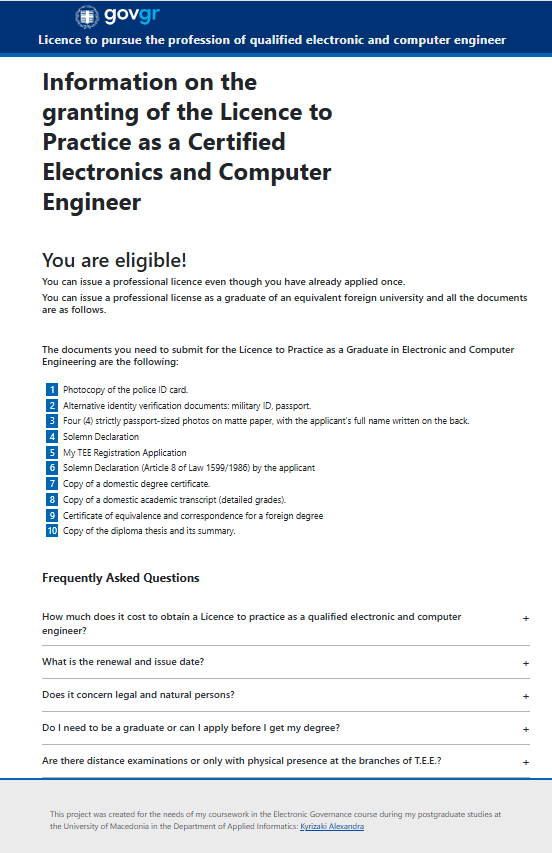 govgr
Licence to pursue the profession of qualified electronic and computer engineer
Information on the
granting of the Licence to
Practice as a Certified
Electronics and Computer
Engineer
You are eligible!
You can issue a professional licence even though you have already applied once.
You can issue a professional license as a graduate of an equivalent foreign university and all the documents
are as follows.
The documents you need to submit for the Licence to Practice as a Graduate in Electronic and Computer
Engineering are the following:
1 Photocopy of the police ID card.
2 Alternative identity verification documents: military ID, passport.
3 Four (4) strictly passport-sized photos on matte paper, with the applicant's full name written on the back.
4 Solemn Declaration
5 My TEE Registration Application
6 Solemn Declaration (Article 8 of Law 1599/1986) by the applicant
7 Copy of a domestic degree certificate.
8 Copy of a domestic academic transcript (detailed grades).
9 Certificate of equivalence and correspondence for a foreign degree
10 Copy of the diploma thesis and its summary.
Frequently Asked Questions
How much does it cost to obtain a Licence to practice as a qualified electronic and computer
engineer? +
What is the renewal and issue date? +
Does it concern legal and natural persons? +
Do I need to be a graduate or can I apply before I get my degree? +
Are there distance examinations or only with physical presence at the branches of T.E.E.? +
This project was created for the needs of my coursework in the Electronic Governance course during my postgraduate studies at
the University of Macedonia in the Department of Applied Informatics: Kyrizaki Alexandra